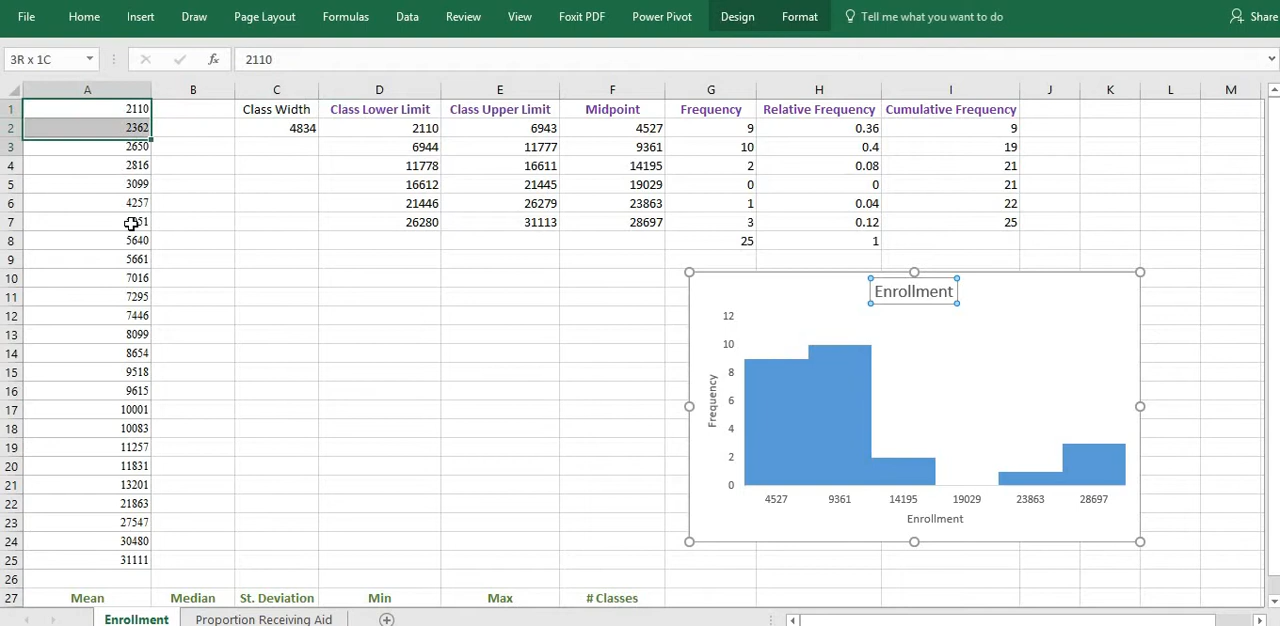 File Home Insert Draw Page Layout Formulas Data Review View Foxit PDF Power Pivot Design Format Tell me what you want to do Share
3R x 1C fx 2110
A B C D E F G H I J K L M
1 2110 Class Width Class Lower Limit Class Upper Limit Midpoint Frequency Relative Frequency Cumulative Frequency
2 2362 4834 2110 6943 4527 9 0.36 9
3 2650 6944 11777 9361 10 0.4 19
4 2816 11778 16611 14195 2 0.08 21
5 3099 16612 21445 19029 0 0 21
6 4257 21446 26279 23863 1 0.04 22
7 26280 31113 28697 3 0.12 25
8 5640 25 1
9 5661
10 7016
11 7295
12 7446
13 8099
14 8654
15 9518
16 9615
17 10001
18 10083
19 11257
20 11831
21 13201
22 21863
23 27547
24 30480
25 31111
26
27 Mean Median St. Deviation Min Max # Classes
Enrollment
12
10
8
6
4
2
0
Frequency
4527 9361 14195 19029 23863 28697
Enrollment
Enrollment Proportion Receiving Aid